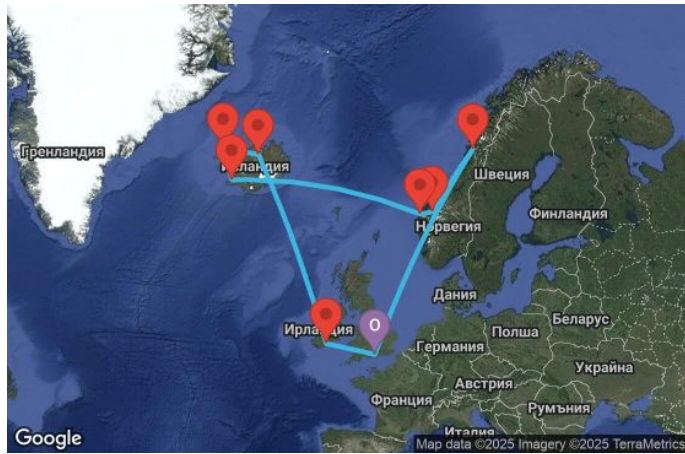 Гренландия
Исландия
Швеция
Финландия
Норвегия
Дания
Ирландия
O
Беларус
Полша
Германия
Украйна
Австрия
Франция
Румъния
Италия
Google
Map data ©2025 Imagery ©2025 TerraMetrics